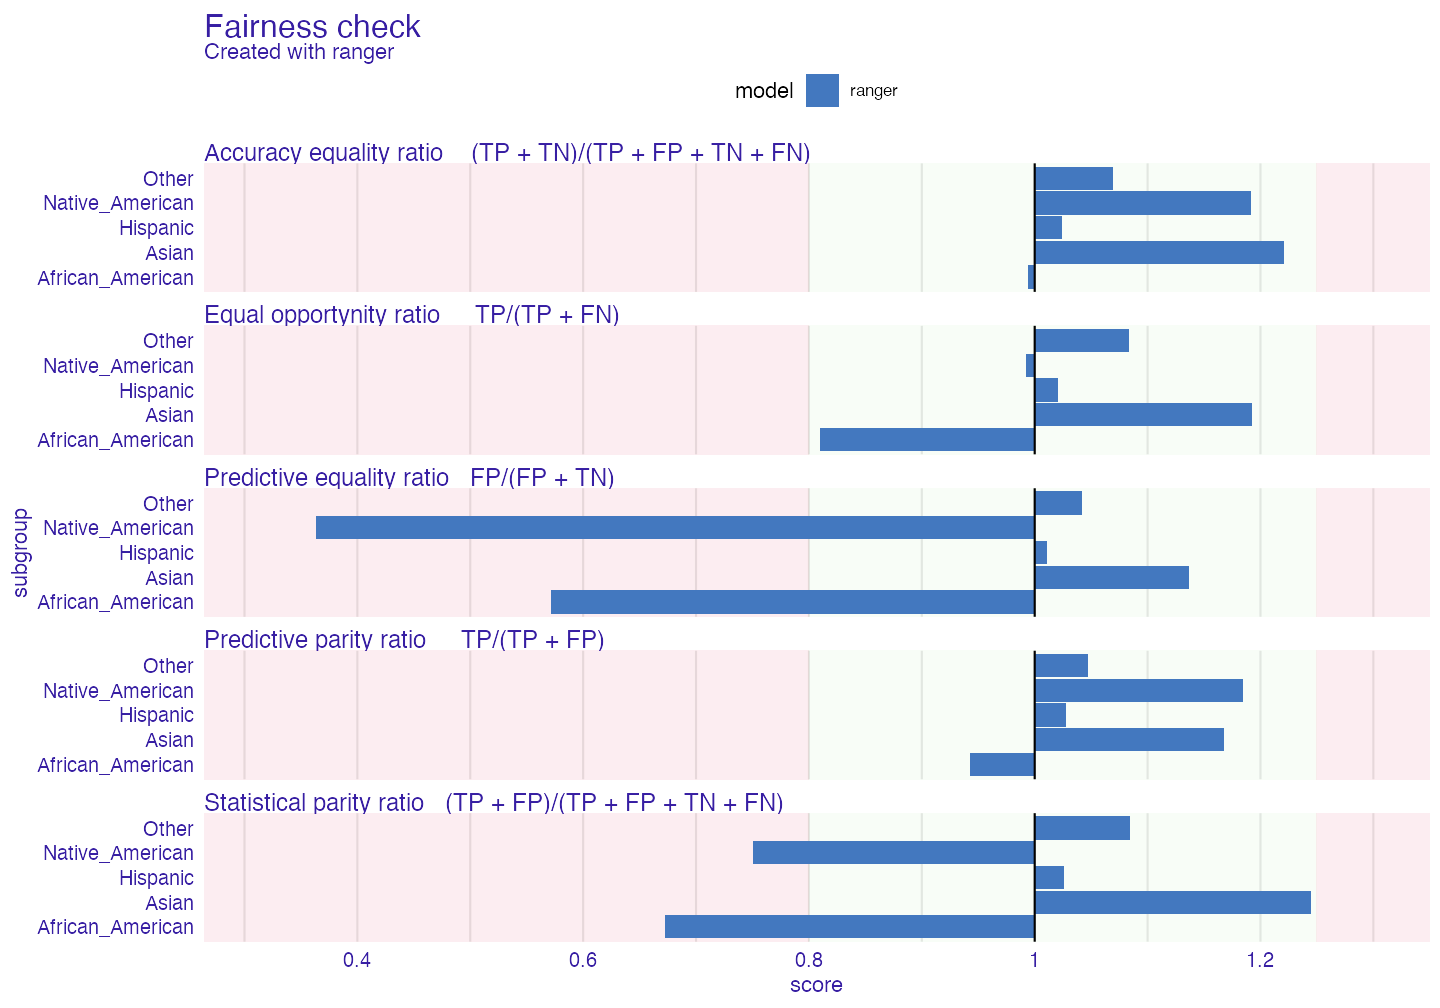 Fairness check
Created with ranger
model ranger
Accuracy equality ratio (TP + TN)/(TP + FP + TN + FN)
Other
Native_American
Hispanic
Asian
African_American
Equal opportynity ratio TP/(TP + FN)
Other
Native_American
Hispanic
Asian
African_American
Predictive equality ratio FP/(FP + TN)
Other
Native_American
Hispanic
Asian
African_American
Predictive parity ratio TP/(TP + FP)
Other
Native_American
Hispanic
Asian
African_American
Statistical parity ratio (TP + FP)/(TP + FP + TN + FN)
Other
Native_American
Hispanic
Asian
African_American
subgroup
0.4 0.6 0.8 1 1.2
score